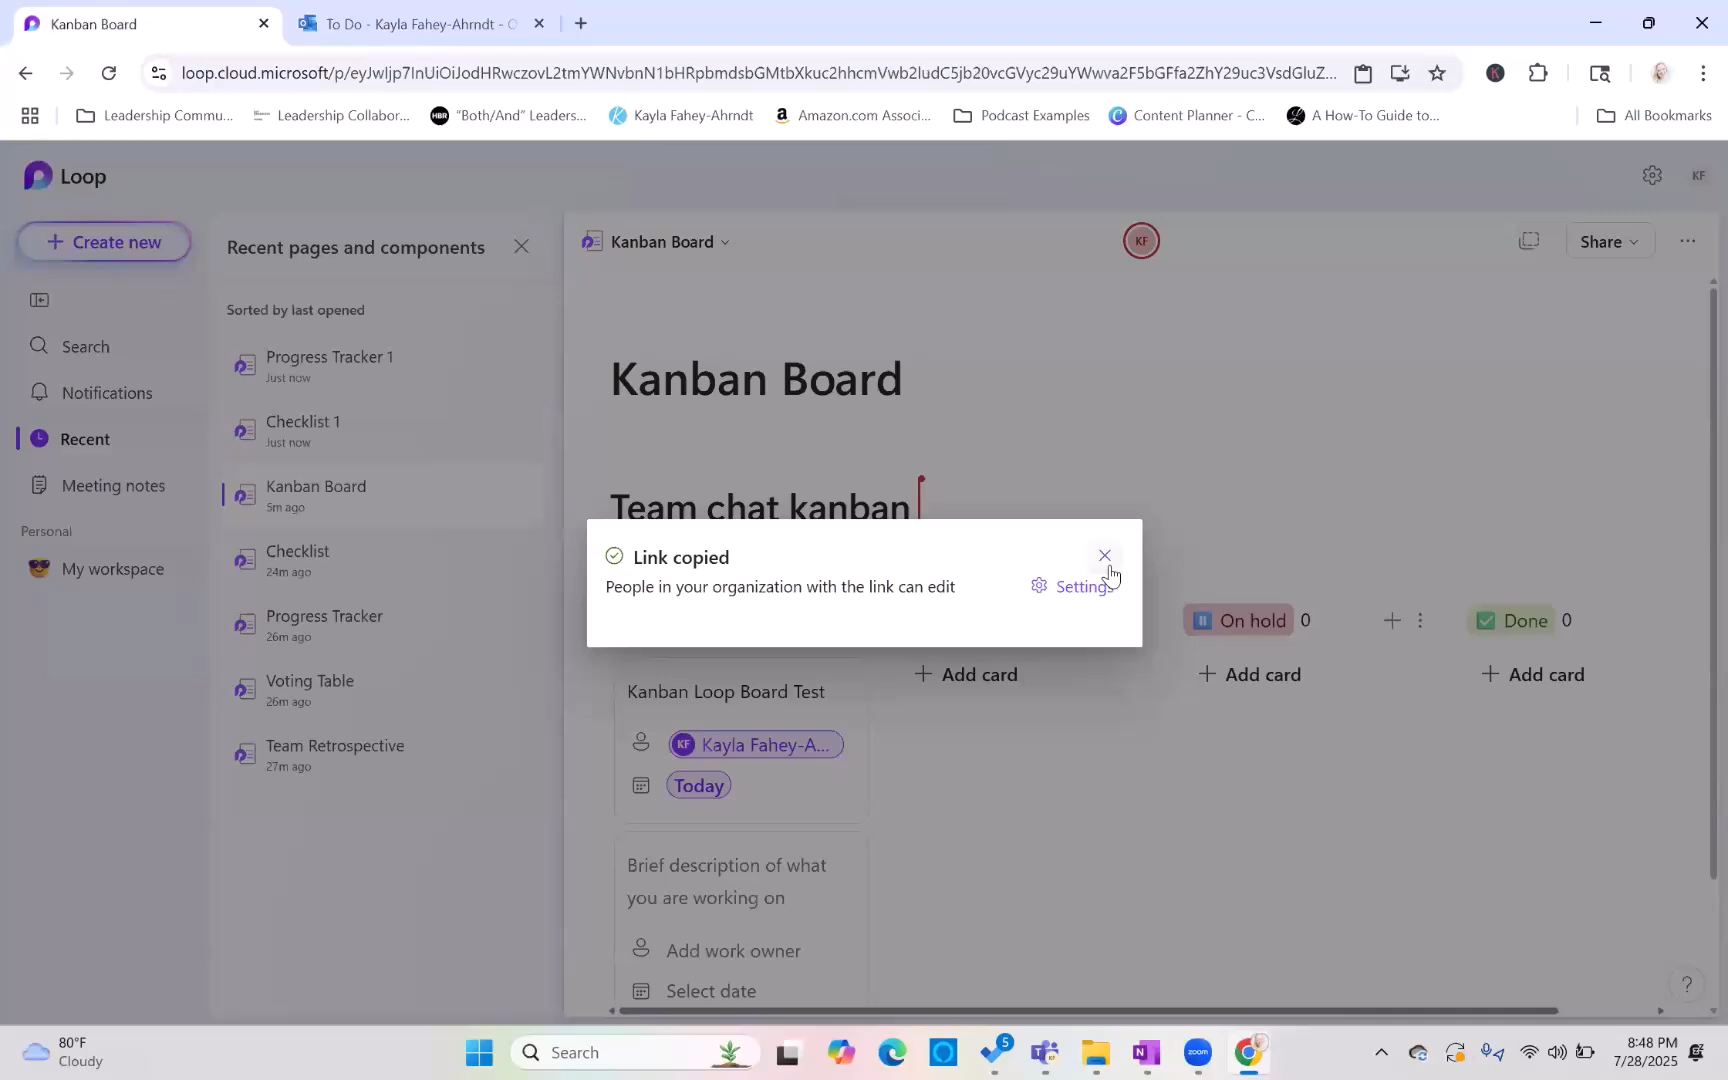 Kanban Board
To Do - Kayla Fahey-Ahrndt - O
loop.cloud.microsoft/p/eyJwIjp7InUiOiJodHRwczovL2tmYWNvbnN1bHRpbmdsbGMtbXkuc2hhcmVwb2ludC5jb20vcGVyc29uYWwva2F5bGFfa2ZhY29uc3VsdGluZ...
Leadership Commu...
Leadership Collabor...
HBR
"Both/And" Leaders...
Kayla Fahey-Ahrndt
Amazon.com Associ...
Podcast Examples
Content Planner - C...
A How-To Guide to...
All Bookmarks
Loop
KF
Create new
Search
Notifications
Recent
Meeting notes
Personal
My workspace
Recent pages and components
Sorted by last opened
Progress Tracker 1
Just now
Checklist 1
Just now
Kanban Board
5m ago
Checklist
24m ago
Progress Tracker
26m ago
Voting Table
26m ago
Team Retrospective
27m ago
Kanban Board
KF
Share
Kanban Board
Team chat kanban
Link copied
People in your organization with the link can edit
Settings
On hold 0
Done 0
Add card
Add card
Add card
Kanban Loop Board Test
KF Kayla Fahey-A...
Today
Brief description of what
you are working on
Add work owner
Select date
?
80°F
Cloudy
Search
5
zoom
8:48 PM
7/28/2025